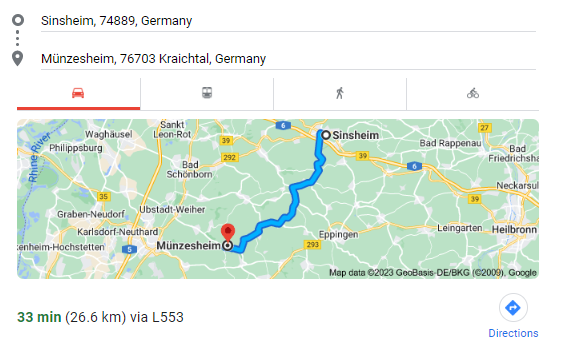 Sinsheim, 74889, Germany
Münzesheim, 76703 Kraichtal, Germany
Sankt
Leon-Rot
6
Sinsheim
27
Waghäusel
39
Bad Rappenau
Philippsburg
292
39
6
Bad
Friedrichsha
Rhine River
Bad
Schönborn
Neckarsu
35
39
Graben-Neudorf
Ubstadt-Weiher
Karlsdorf-Neuthard
Eppingen
Leingarten
Heilbronn
kenheim-Hochstetten
5
Münzesheim
293
Map data ©2023 GeoBasis-DE/BKG (©2009), Google
33 min (26.6 km) via L553
Directions